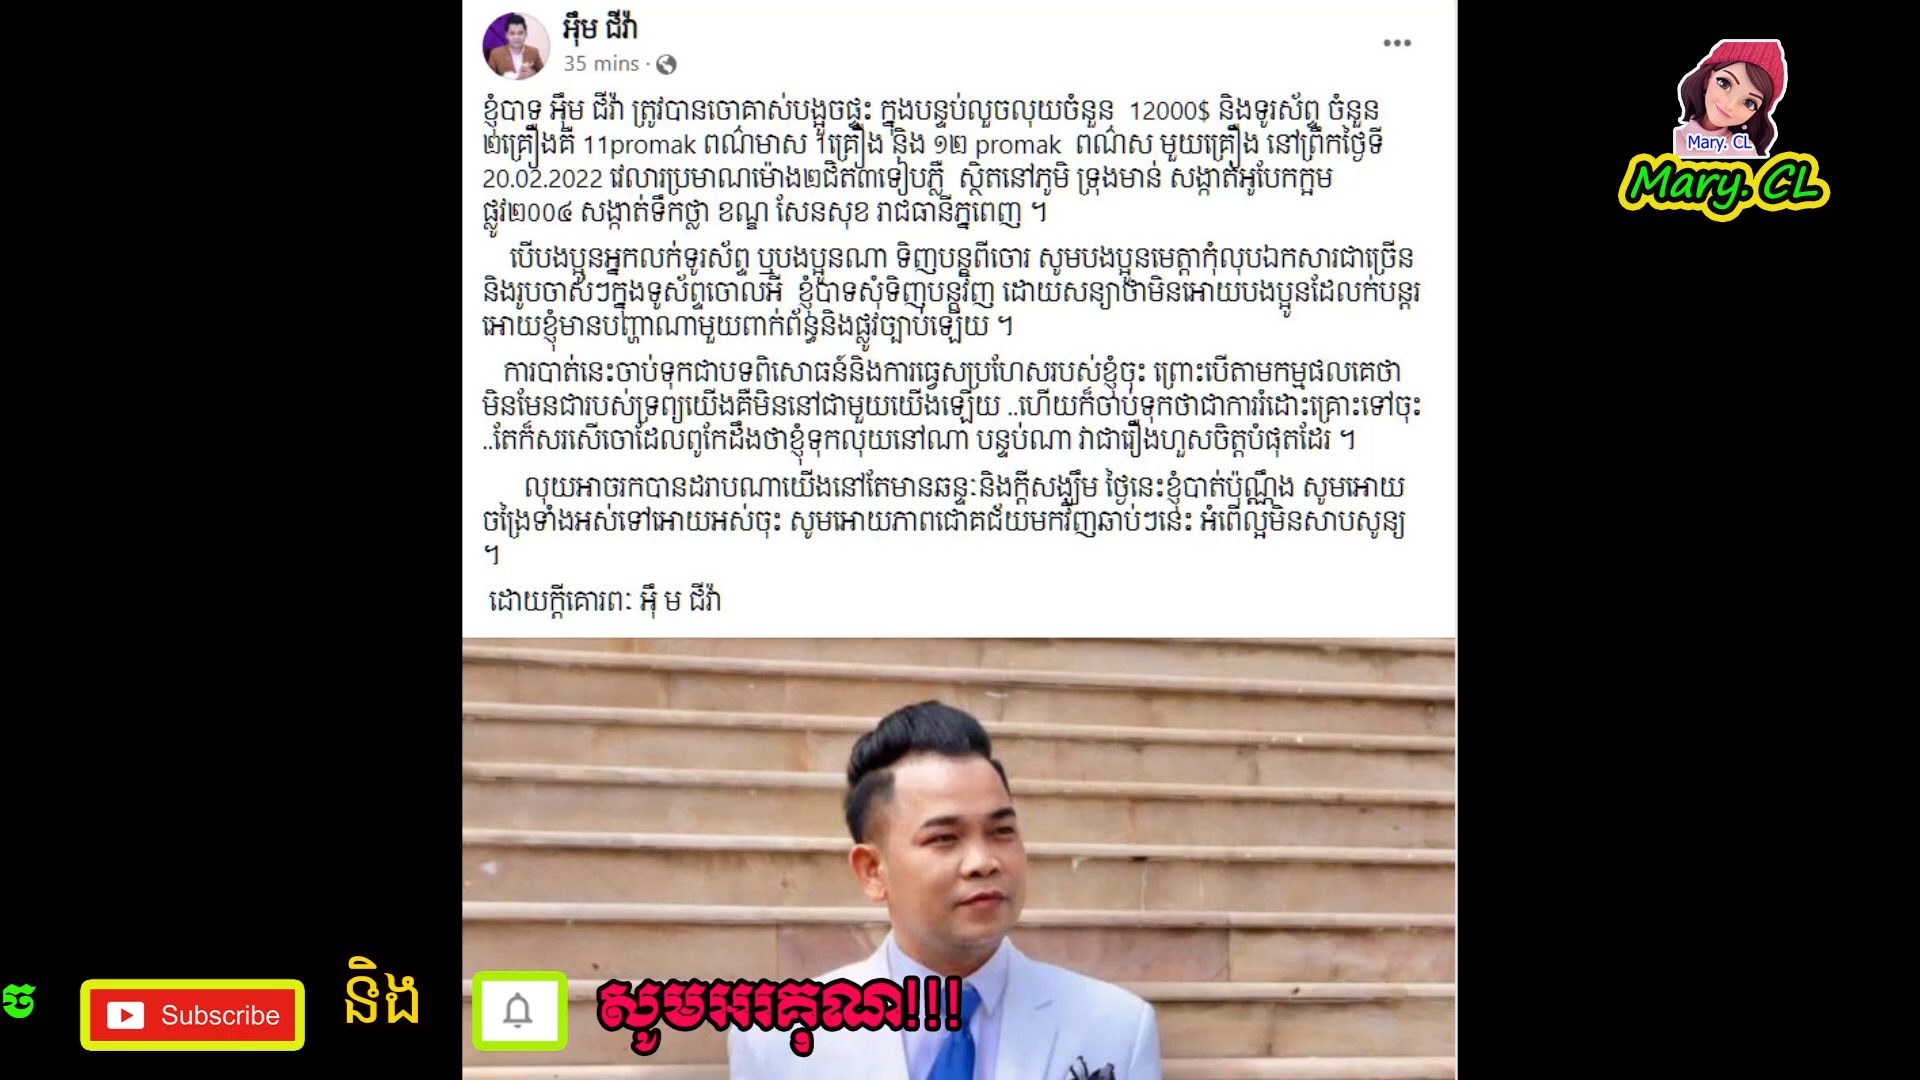 អុឹម ជីវ៉ា
35 mins ·
ខ្ញុំបាទ អុឹម ជីវ៉ា ត្រូវបានចោគាស់បង្អួចផ្ទះ ក្នុងបន្ទប់លួចលុយចំនួន 12000$ និងទូរស័ព្ទ ចំនួន
២គ្រឿងគឺ 11promak ពណ៌មាស 1គ្រឿង និង ១២ promak ពណ៌ស មួយគ្រឿង នៅព្រឹកថ្ងៃទី
20.02.2022 វេលារប្រមាណម៉ោង២ជិត៣ទៀបភ្លឺ ស្ថិតនៅភូមិ ទ្រុងមាន់ សង្កាត់អូបែកក្អម
ផ្លូវ២០០៤ សង្កាត់ទឹកថ្លា ខណ្ឌ សែនសុខ រាជធានីភ្នពេញ ។
បើបងប្អូនអ្នកលក់ទូរស័ព្ទ ឬបងប្អូនណា ទិញបន្តពីចោរ សូមបងប្អូនមេត្តាកុំលុបឯកសារជាច្រើន
និងរូបចាស់ៗក្នុងទូស័ព្ទចោលអី ខ្ញុំបាទសុំទិញបន្តវិញ ដោយសន្យាថាមិនអោយបងប្អូនដែលក់បន្តរ
អោយខ្ញុំមានបញ្ហាណាមួយពាក់ព័ន្ធនិងផ្លូវច្បាប់ឡើយ ។
ការបាត់នេះចាប់ទុកជាបទពិសោធន៍និងការធ្វេសប្រហែសរបស់ខ្ញុំចុះ ព្រោះបើតាមកម្មផលគេថា
មិនមែនជារបស់ទ្រព្យយើងគឺមិននៅជាមួយយើងឡើយ ..ហើយក៏ចាប់ទុកថាជាការរំដោះគ្រោះទៅចុះ
..តែក៏សរសើចោដែលពូកែដឹងថាខ្ញុំទុកលុយនៅណា បន្ទប់ណា វាជារឿងហួសចិត្តបំផុតដែរ ។
លុយអាចរកបានដរាបណាយើងនៅតែមានឆន្ទៈនិងក្ដីសង្ឃឹម ថ្ងៃនេះខ្ញុំបាត់ប៉ុណ្ណឹង សូមអោយ
ចង្រៃទាំងអស់ទៅអោយអស់ចុះ សូមអោយភាពជោគជ័យមកវិញឆាប់ៗនេះ អំពើល្អមិនសាបសូន្យ
។
ដោយក្ដីគោរពៈ អុឹ ម ជីវ៉ា
Mary. CL
Mary. CL
ច
Subscribe
និង
សូមអរគុណ!!!